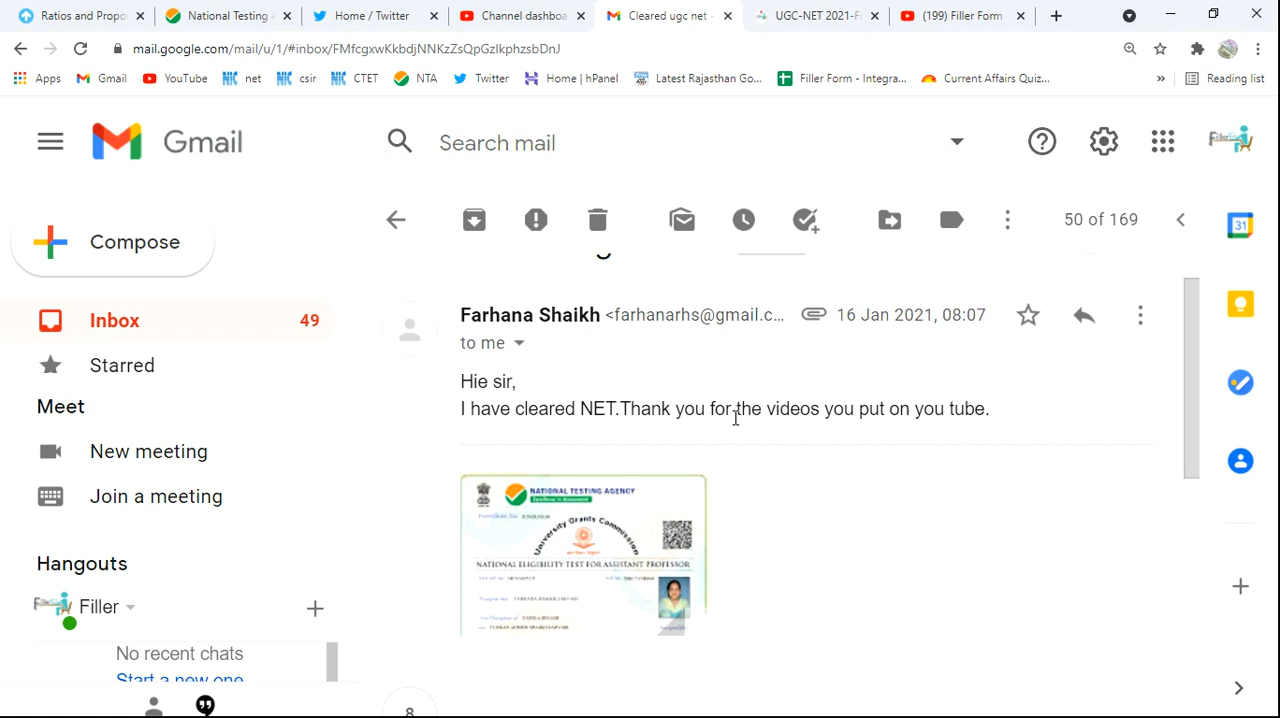 Ratios and Propo
National Testing A
Home / Twitter
Channel dashboa
Cleared ugc net -
UGC-NET 2021-Fr
(199) Filler Form
mail.google.com/mail/u/1/#inbox/FMfcgxwKkbdjNNKzZsQpGzlkphzsbDnJ
Apps
Gmail
YouTube
net
csir
CTET
NTA
Twitter
Home | hPanel
Latest Rajasthan Go...
Filler Form - Integra...
Current Affairs Quiz...
Reading list
Gmail
Search mail
Compose
50 of 169
Inbox 49
Starred
Meet
New meeting
Join a meeting
Hangouts
Filler
No recent chats
Start a new one
Farhana Shaikh <farhanarhs@gmail.c... 16 Jan 2021, 08:07
to me
Hie sir,
I have cleared NET.Thank you for the videos you put on you tube.
NATIONAL TESTING AGENCY
Excellence in Assessment
University Grants Commission
NATIONAL ELIGIBILITY TEST FOR ASSISTANT PROFESSOR
31